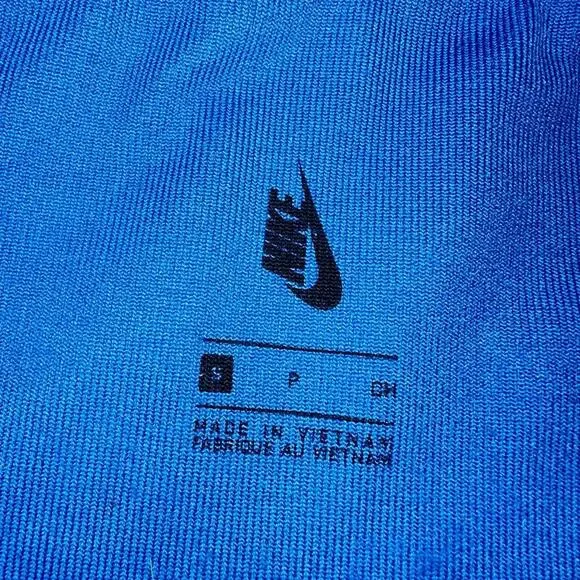 NIKE
S P CH
MADE IN VIETNAM
FABRIQUE AU VIETNAM